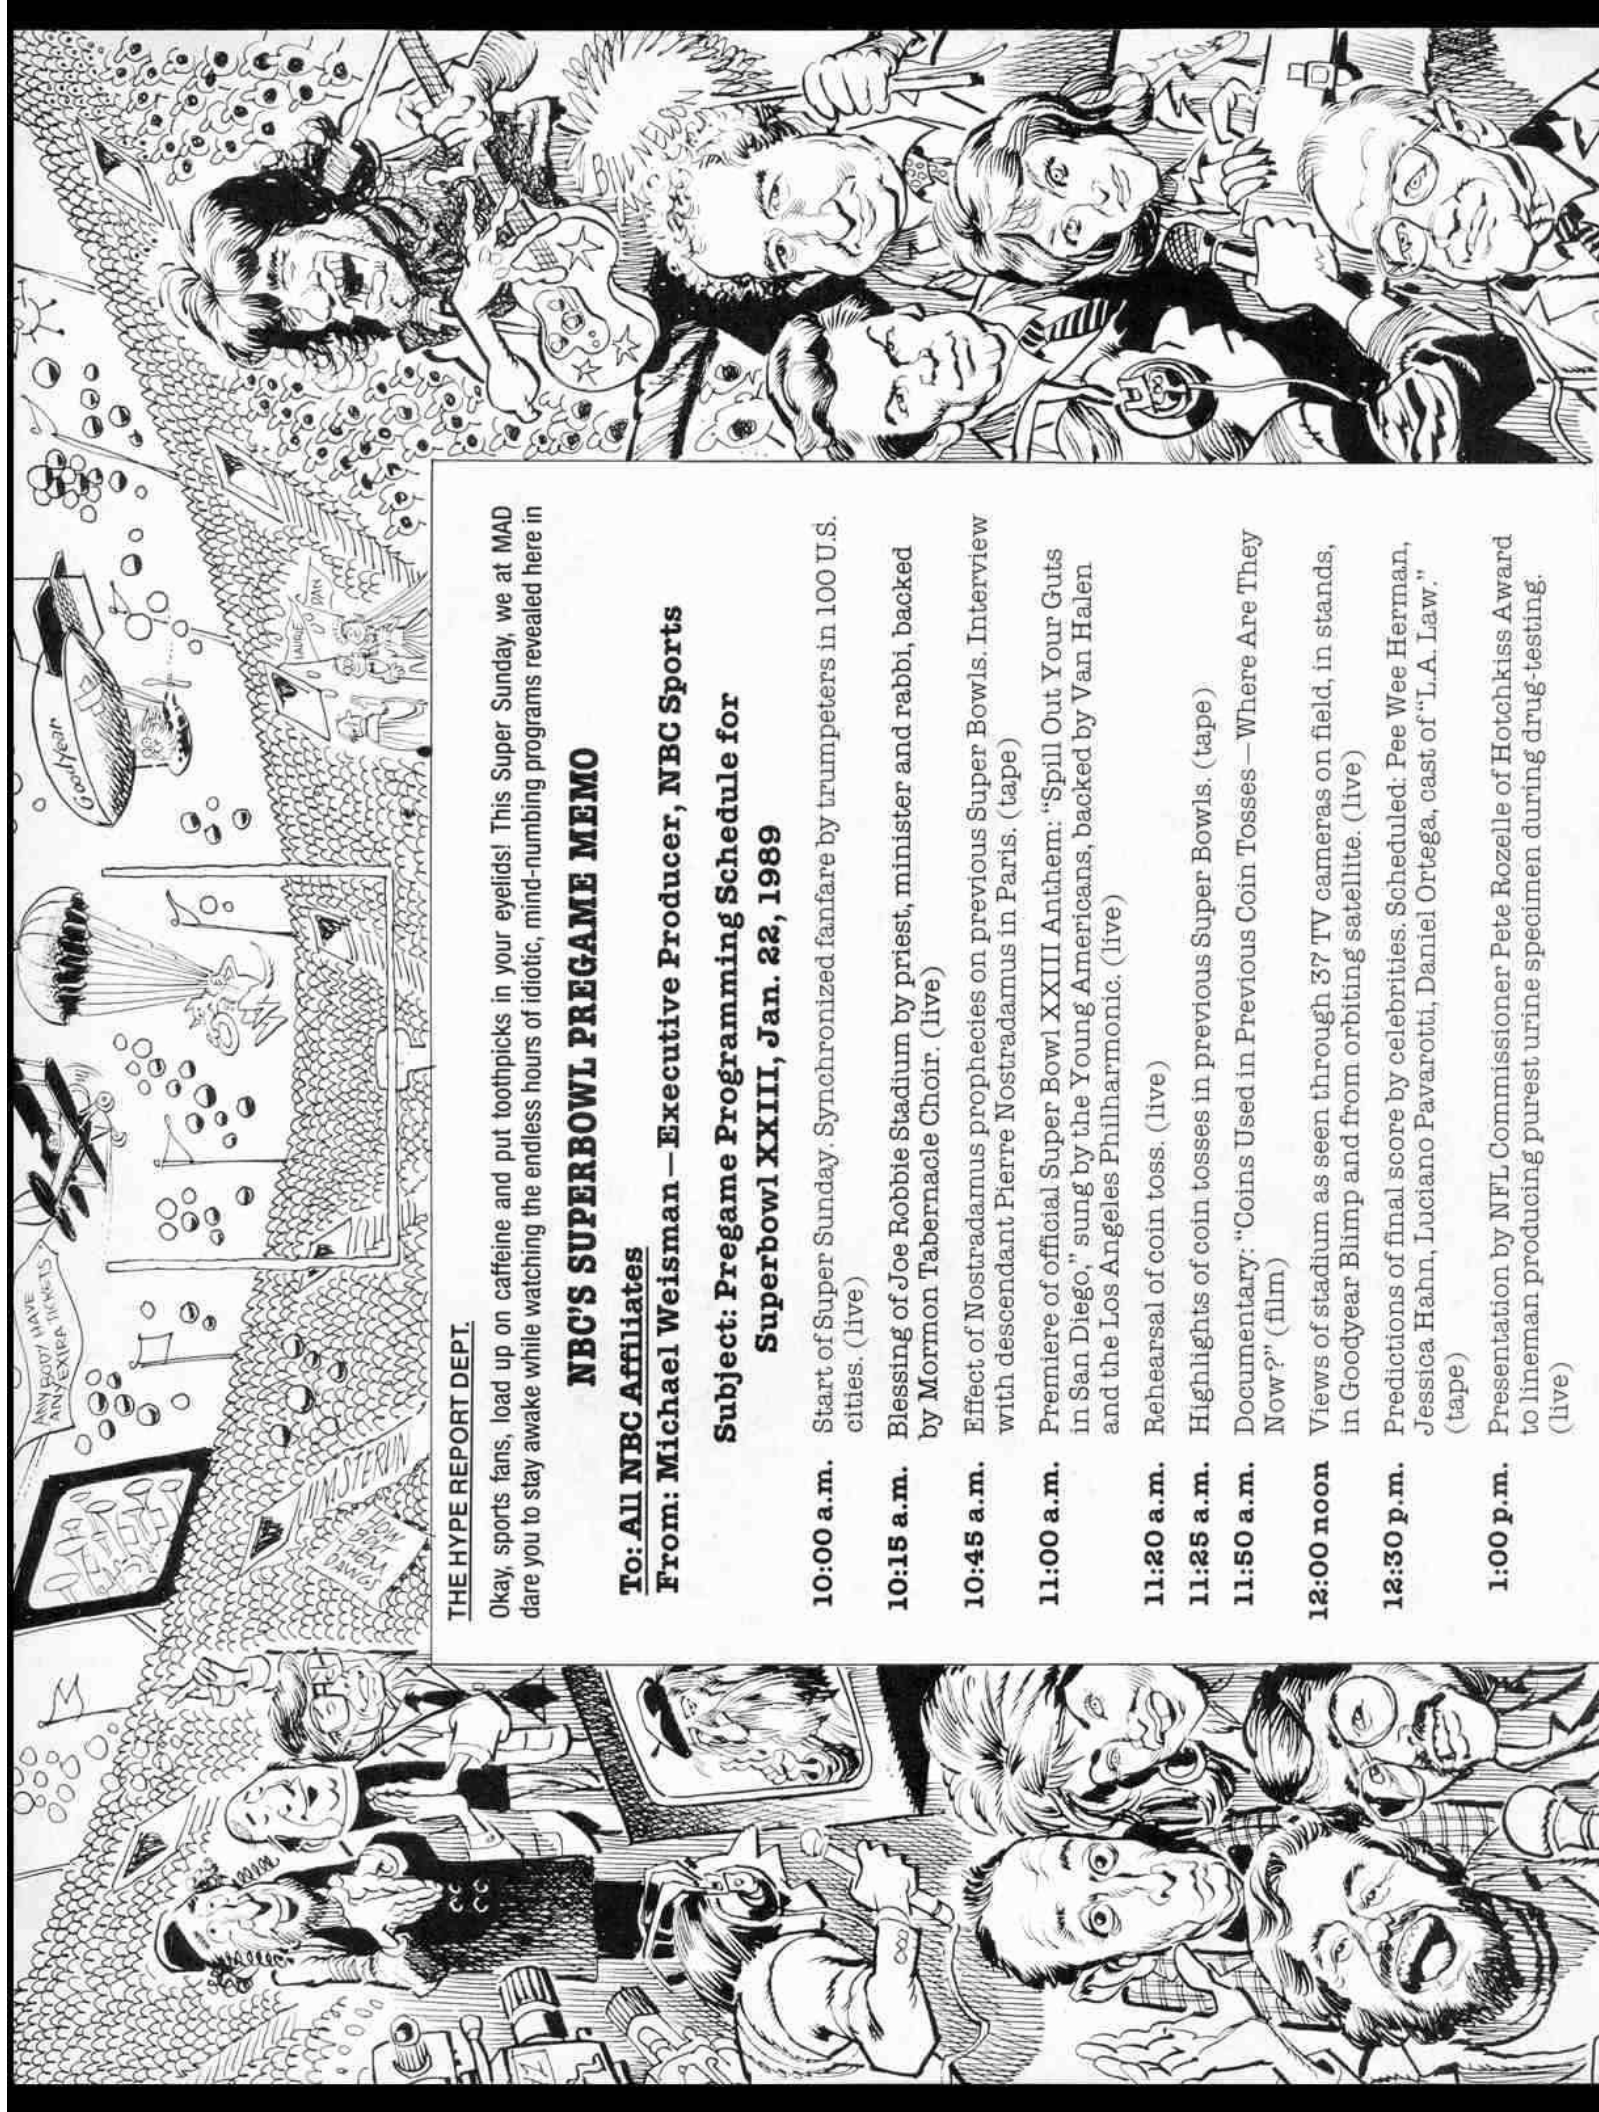 ANYBODY HAVE
ANY EXTRA TICKETS
Goodyear
LAURIE
DAN
HOW
BOUT
THEM
DAWGS
BILL NELSON
THE HYPE REPORT DEPT.
Okay, sports fans, load up on caffeine and put toothpicks in your eyelids! This Super Sunday, we at MAD
dare you to stay awake while watching the endless hours of idiotic, mind-numbing programs revealed here in
NBC'S SUPERBOWL PREGAME MEMO
To: All NBC Affiliates
From: Michael Weisman—Executive Producer, NBC Sports
Subject: Pregame Programming Schedule for
Superbowl XXIII, Jan. 22, 1989
10:00 a.m. Start of Super Sunday. Synchronized fanfare by trumpeters in 100 U.S.
cities. (live)
10:15 a.m. Blessing of Joe Robbie Stadium by priest, minister and rabbi, backed
by Mormon Tabernacle Choir. (live)
10:45 a.m. Effect of Nostradamus prophecies on previous Super Bowls. Interview
with descendant Pierre Nostradamus in Paris. (tape)
11:00 a.m. Premiere of official Super Bowl XXIII Anthem: "Spill Out Your Guts
in San Diego," sung by the Young Americans, backed by Van Halen
and the Los Angeles Philharmonic. (live)
11:20 a.m. Rehearsal of coin toss. (live)
11:25 a.m. Highlights of coin tosses in previous Super Bowls. (tape)
11:50 a.m. Documentary: "Coins Used in Previous Coin Tosses—Where Are They
Now?" (film)
12:00 noon Views of stadium as seen through 37 TV cameras on field, in stands,
in Goodyear Blimp and from orbiting satellite. (live)
12:30 p.m. Predictions of final score by celebrities. Scheduled: Pee Wee Herman,
Jessica Hahn, Luciano Pavarotti, Daniel Ortega, cast of "L.A. Law."
(tape)
1:00 p.m. Presentation by NFL Commissioner Pete Rozelle of Hotchkiss Award
to lineman producing purest urine specimen during drug-testing.
(live)